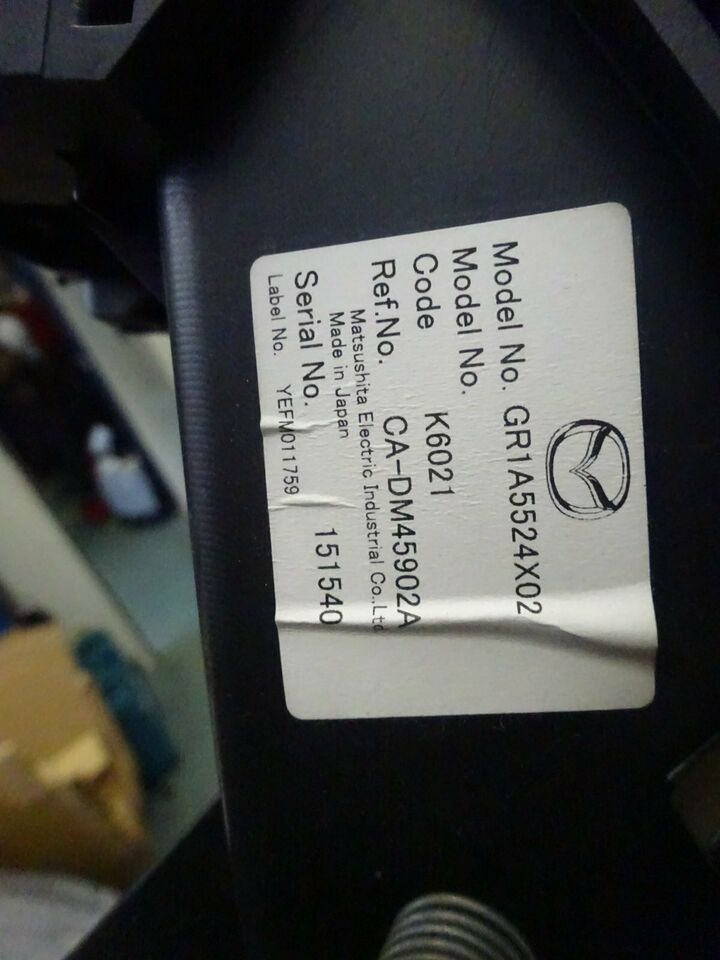 Model No. GR1A5524X02
Model No.
Code K6021
Ref.No. CA-DM45902A
Matsushita Electric Industrial Co.,Ltd
Made in Japan
Serial No. 151540
Label No. YEFM011759